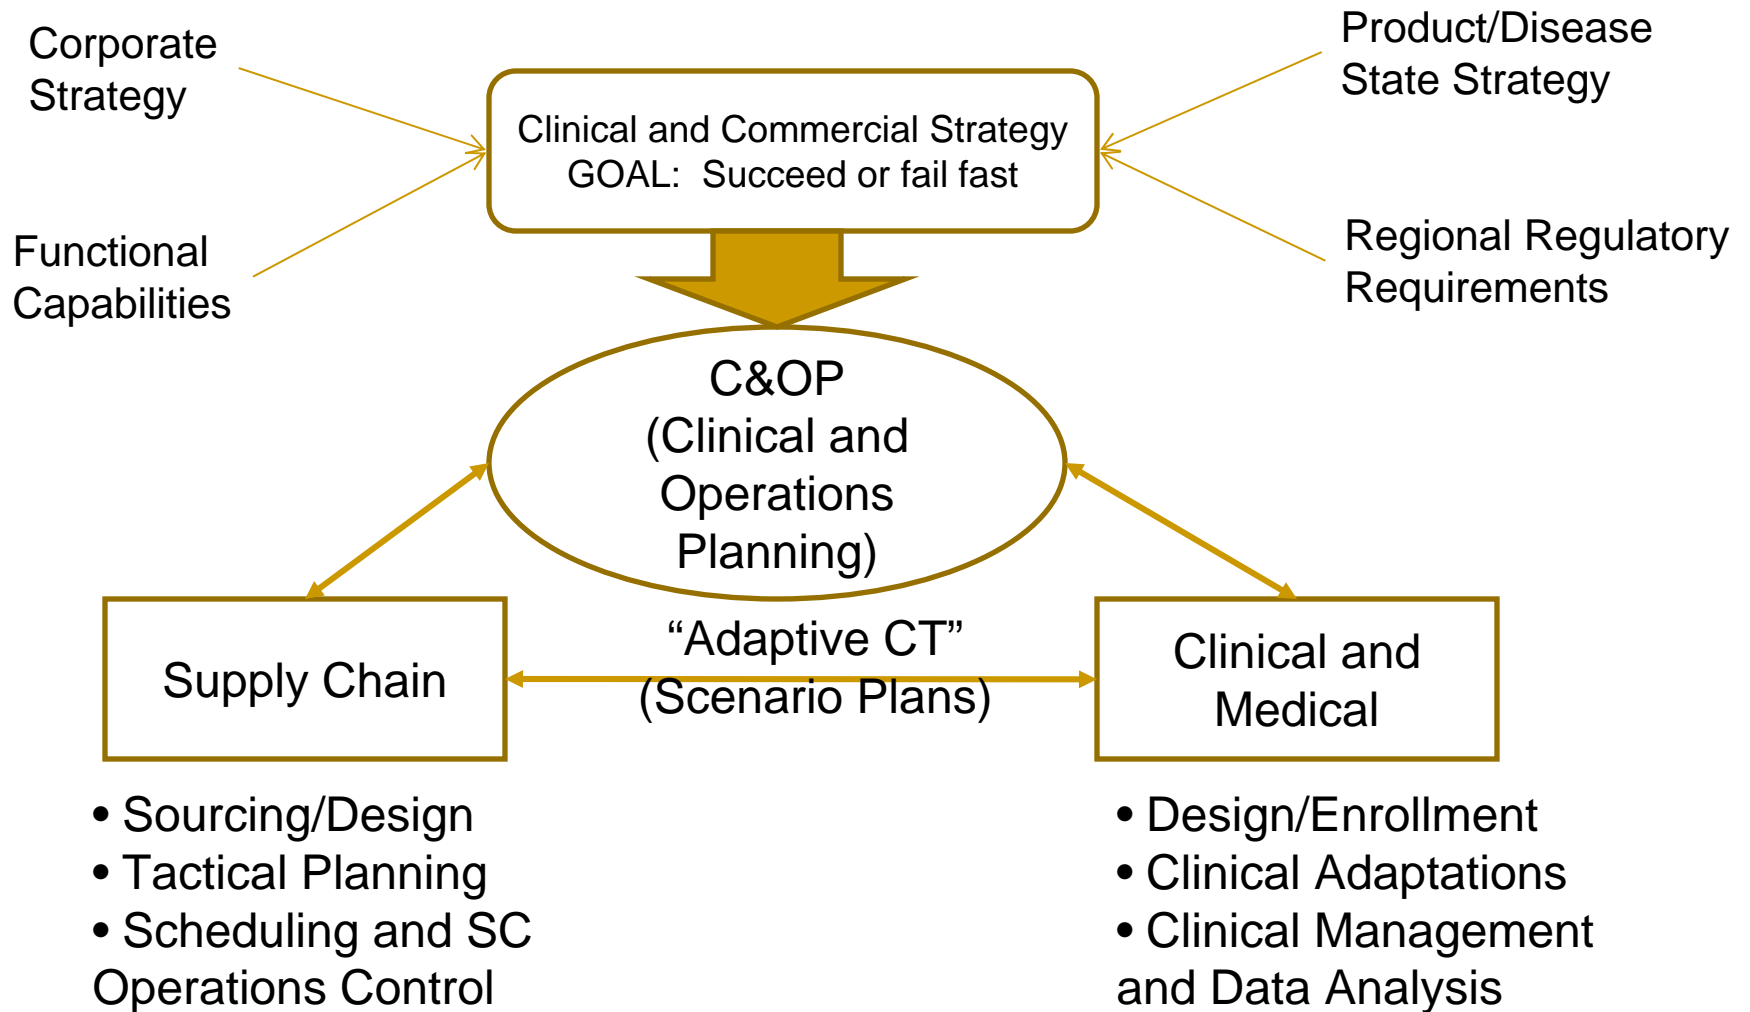 Corporate
Strategy
Product/Disease
State Strategy
Clinical and Commercial Strategy
GOAL:  Succeed or fail fast
Functional
Capabilities
Regional Regulatory
Requirements
C&OP
(Clinical and
Operations
Planning)
Supply Chain
“Adaptive CT”
(Scenario Plans)
Clinical and
Medical
• Sourcing/Design
• Tactical Planning
• Scheduling and SC
Operations Control
• Design/Enrollment
• Clinical Adaptations
• Clinical Management
and Data Analysis